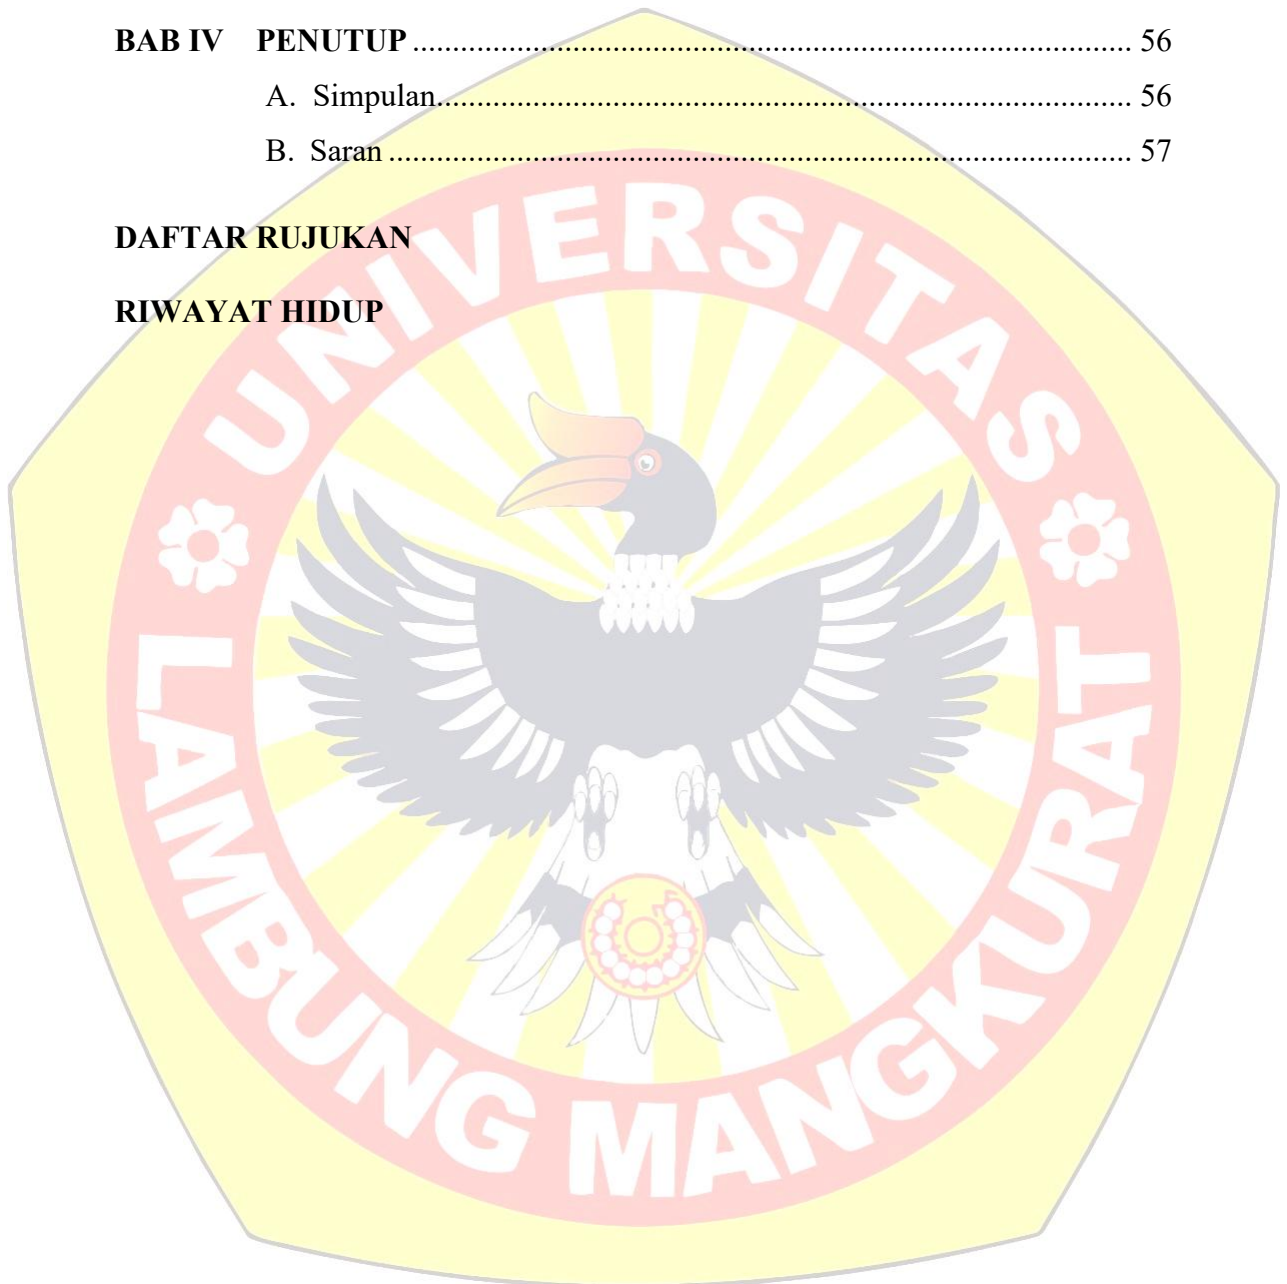 BAB IV PENUTUP ........................................................................................... 56
A. Simpulan........................................................................................ 56
B. Saran .............................................................................................. 57
DAFTAR RUJUKAN
RIWAYAT HIDUP
UNIVERSITAS
LAMBUNG MANGKURAT